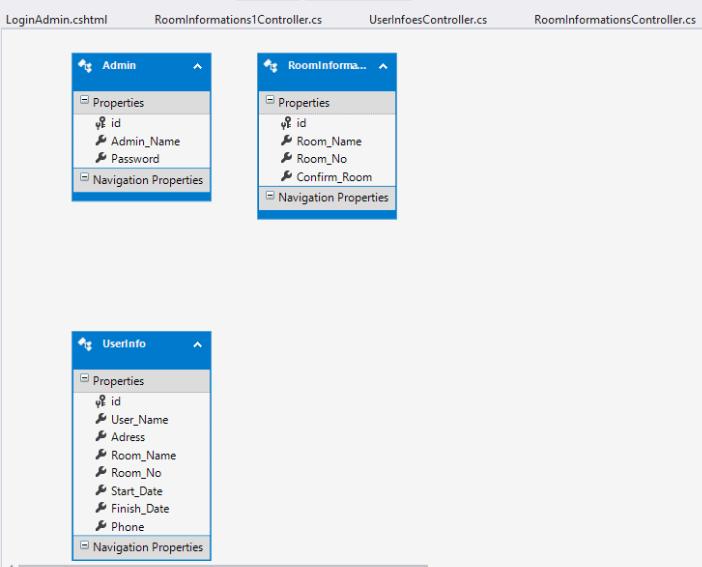 LoginAdmin.cshtml RoomInformations1Controller.cs UserInfoesController.cs RoomInformationsController.cs
Admin
Properties
id
Admin_Name
Password
Navigation Properties
RoomInforma...
Properties
id
Room_Name
Room_No
Confirm_Room
Navigation Properties
UserInfo
Properties
id
User_Name
Adress
Room_Name
Room_No
Start_Date
Finish_Date
Phone
Navigation Properties